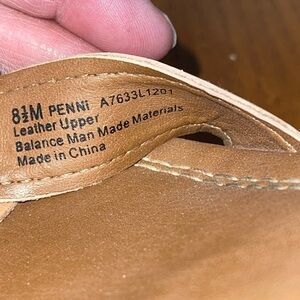 8½M PENNi A7633L1201
Leather Upper
Balance Man Made Materials
Made in China